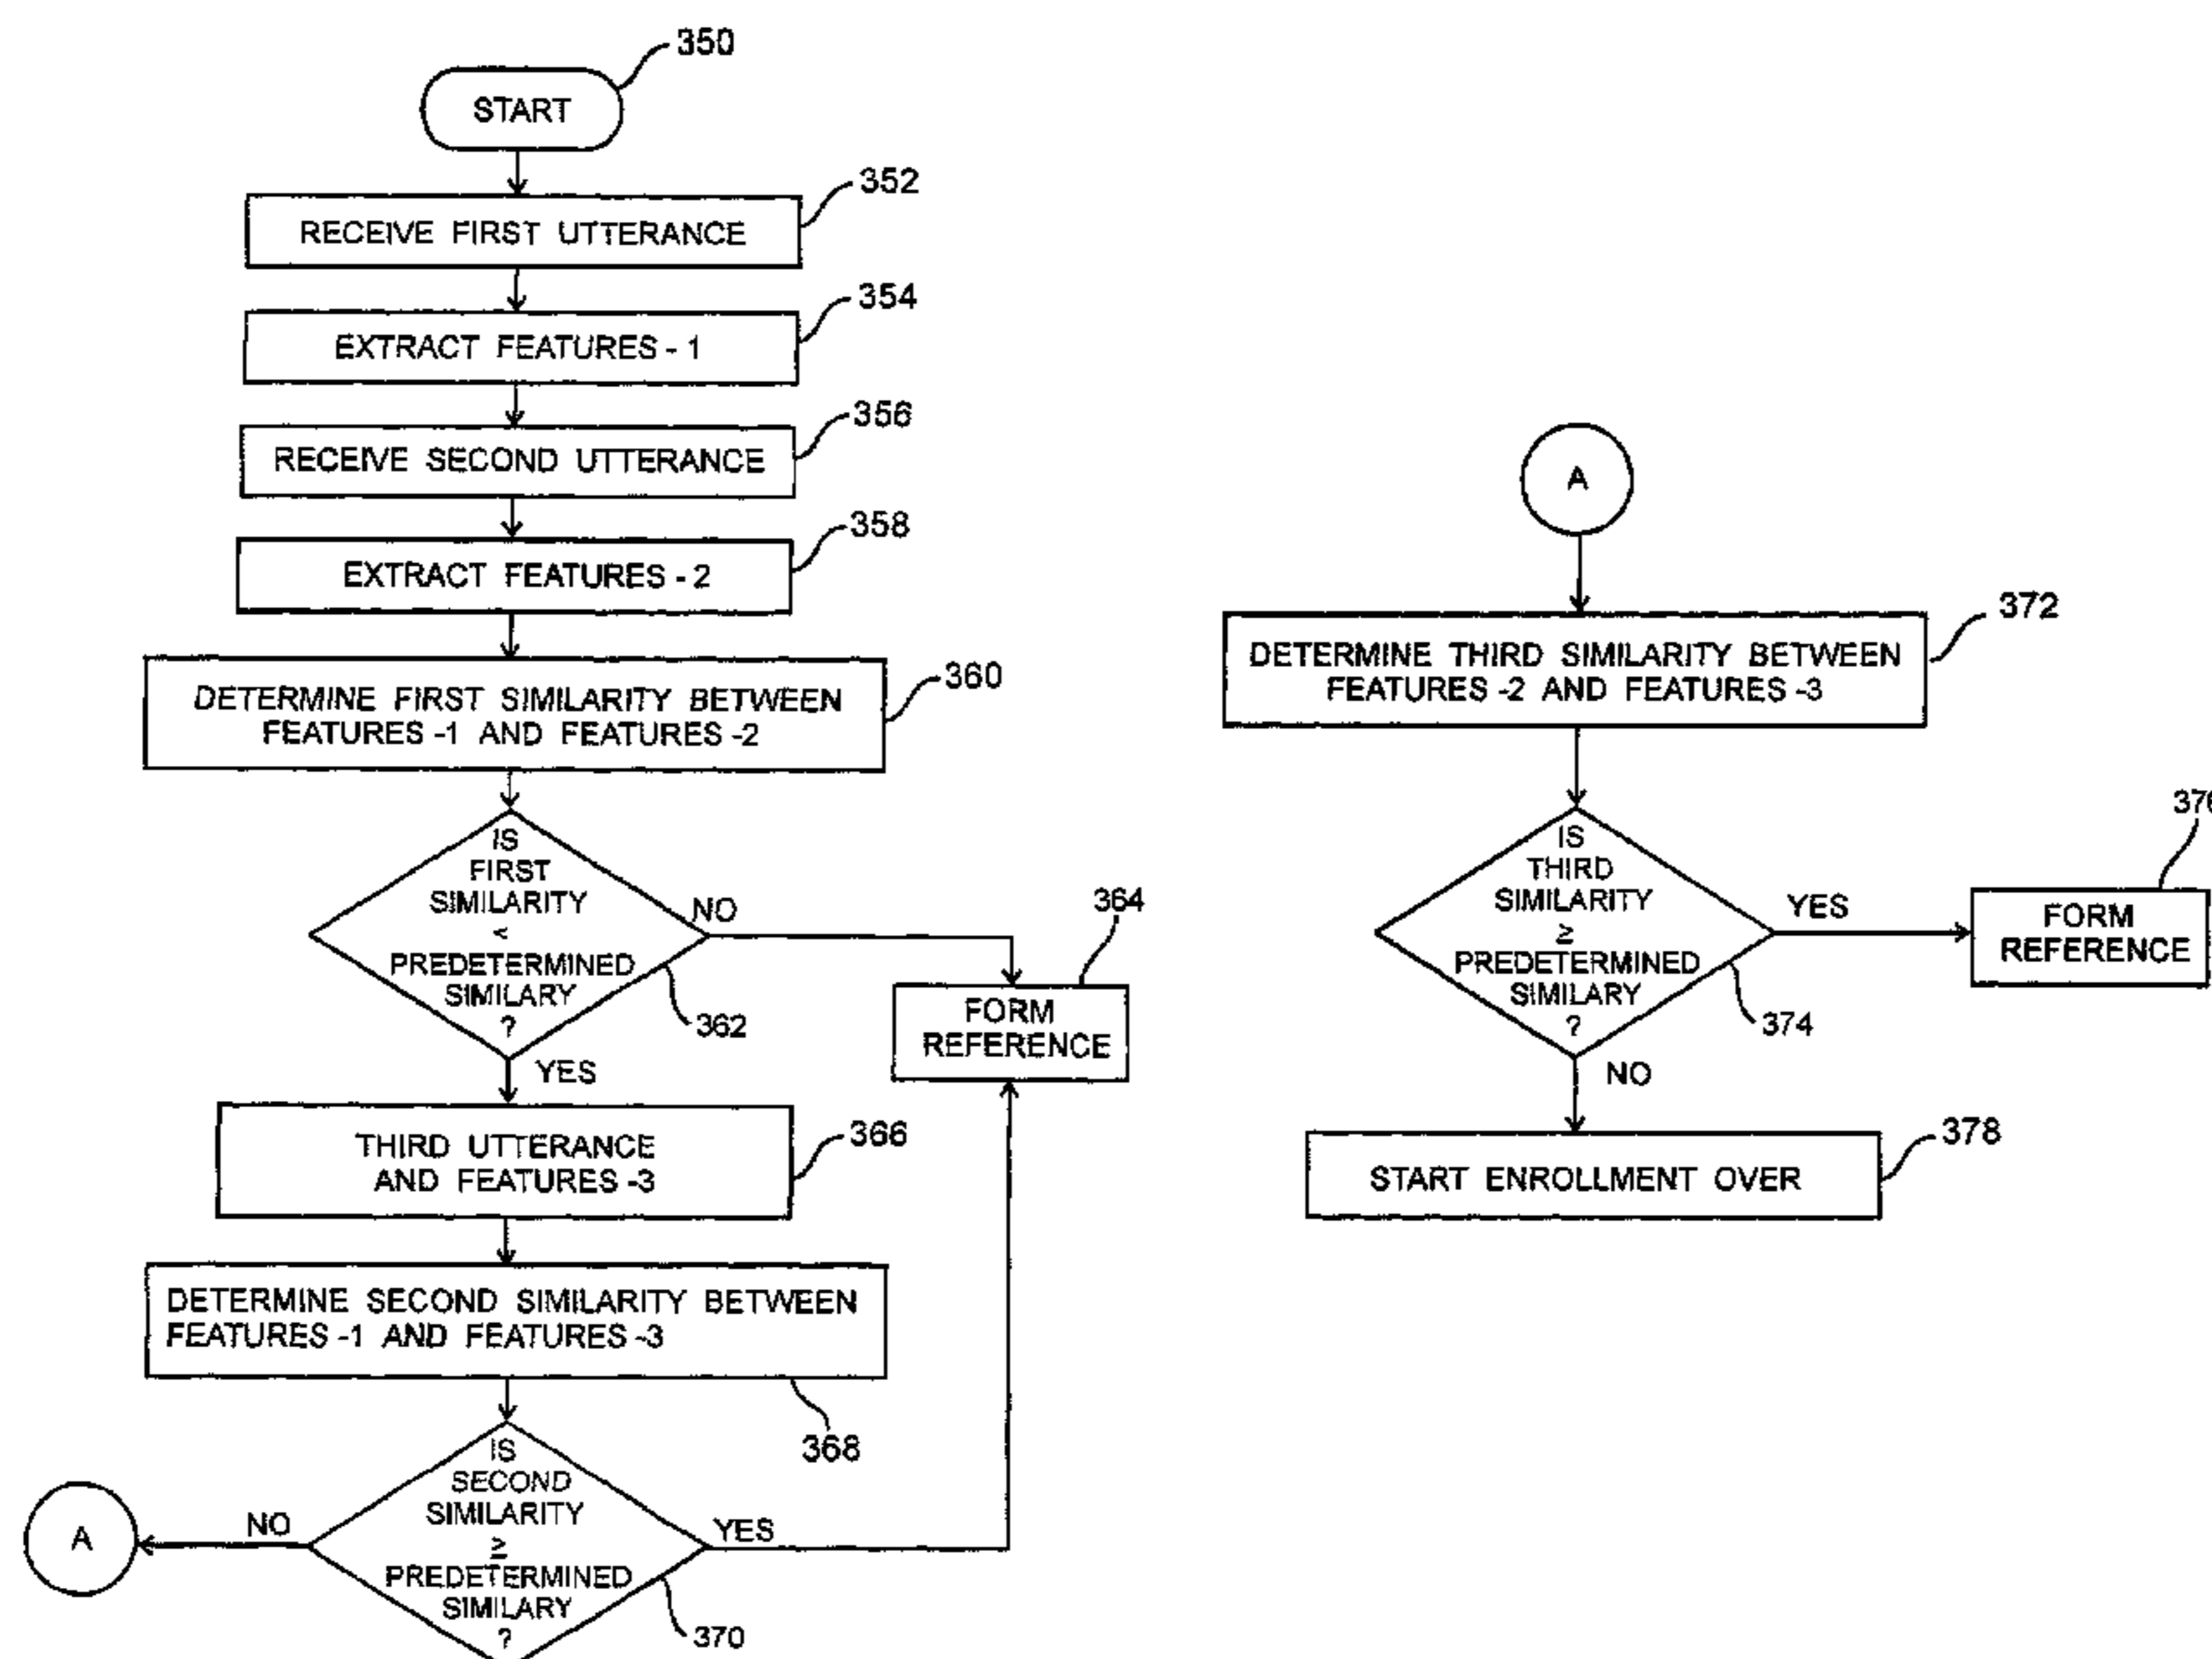 350
START
352
RECEIVE FIRST UTTERANCE
354
EXTRACT FEATURES - 1
356
RECEIVE SECOND UTTERANCE
358
EXTRACT FEATURES - 2
360
DETERMINE FIRST SIMILARITY BETWEEN
FEATURES -1 AND FEATURES -2
IS
FIRST
SIMILARITY
<
PREDETERMINED
SIMILARY
?
NO
362
YES
364
FORM
REFERENCE
THIRD UTTERANCE
AND FEATURES -3
366
DETERMINE SECOND SIMILARITY BETWEEN
FEATURES -1 AND FEATURES -3
368
IS
SECOND
SIMILARITY
≥
PREDETERMINED
SIMILARY
?
NO
YES
370
A
A
372
DETERMINE THIRD SIMILARITY BETWEEN
FEATURES -2 AND FEATURES -3
IS
THIRD
SIMILARITY
≥
PREDETERMINED
SIMILARY
?
YES
374
NO
FORM
REFERENCE
378
START ENROLLMENT OVER